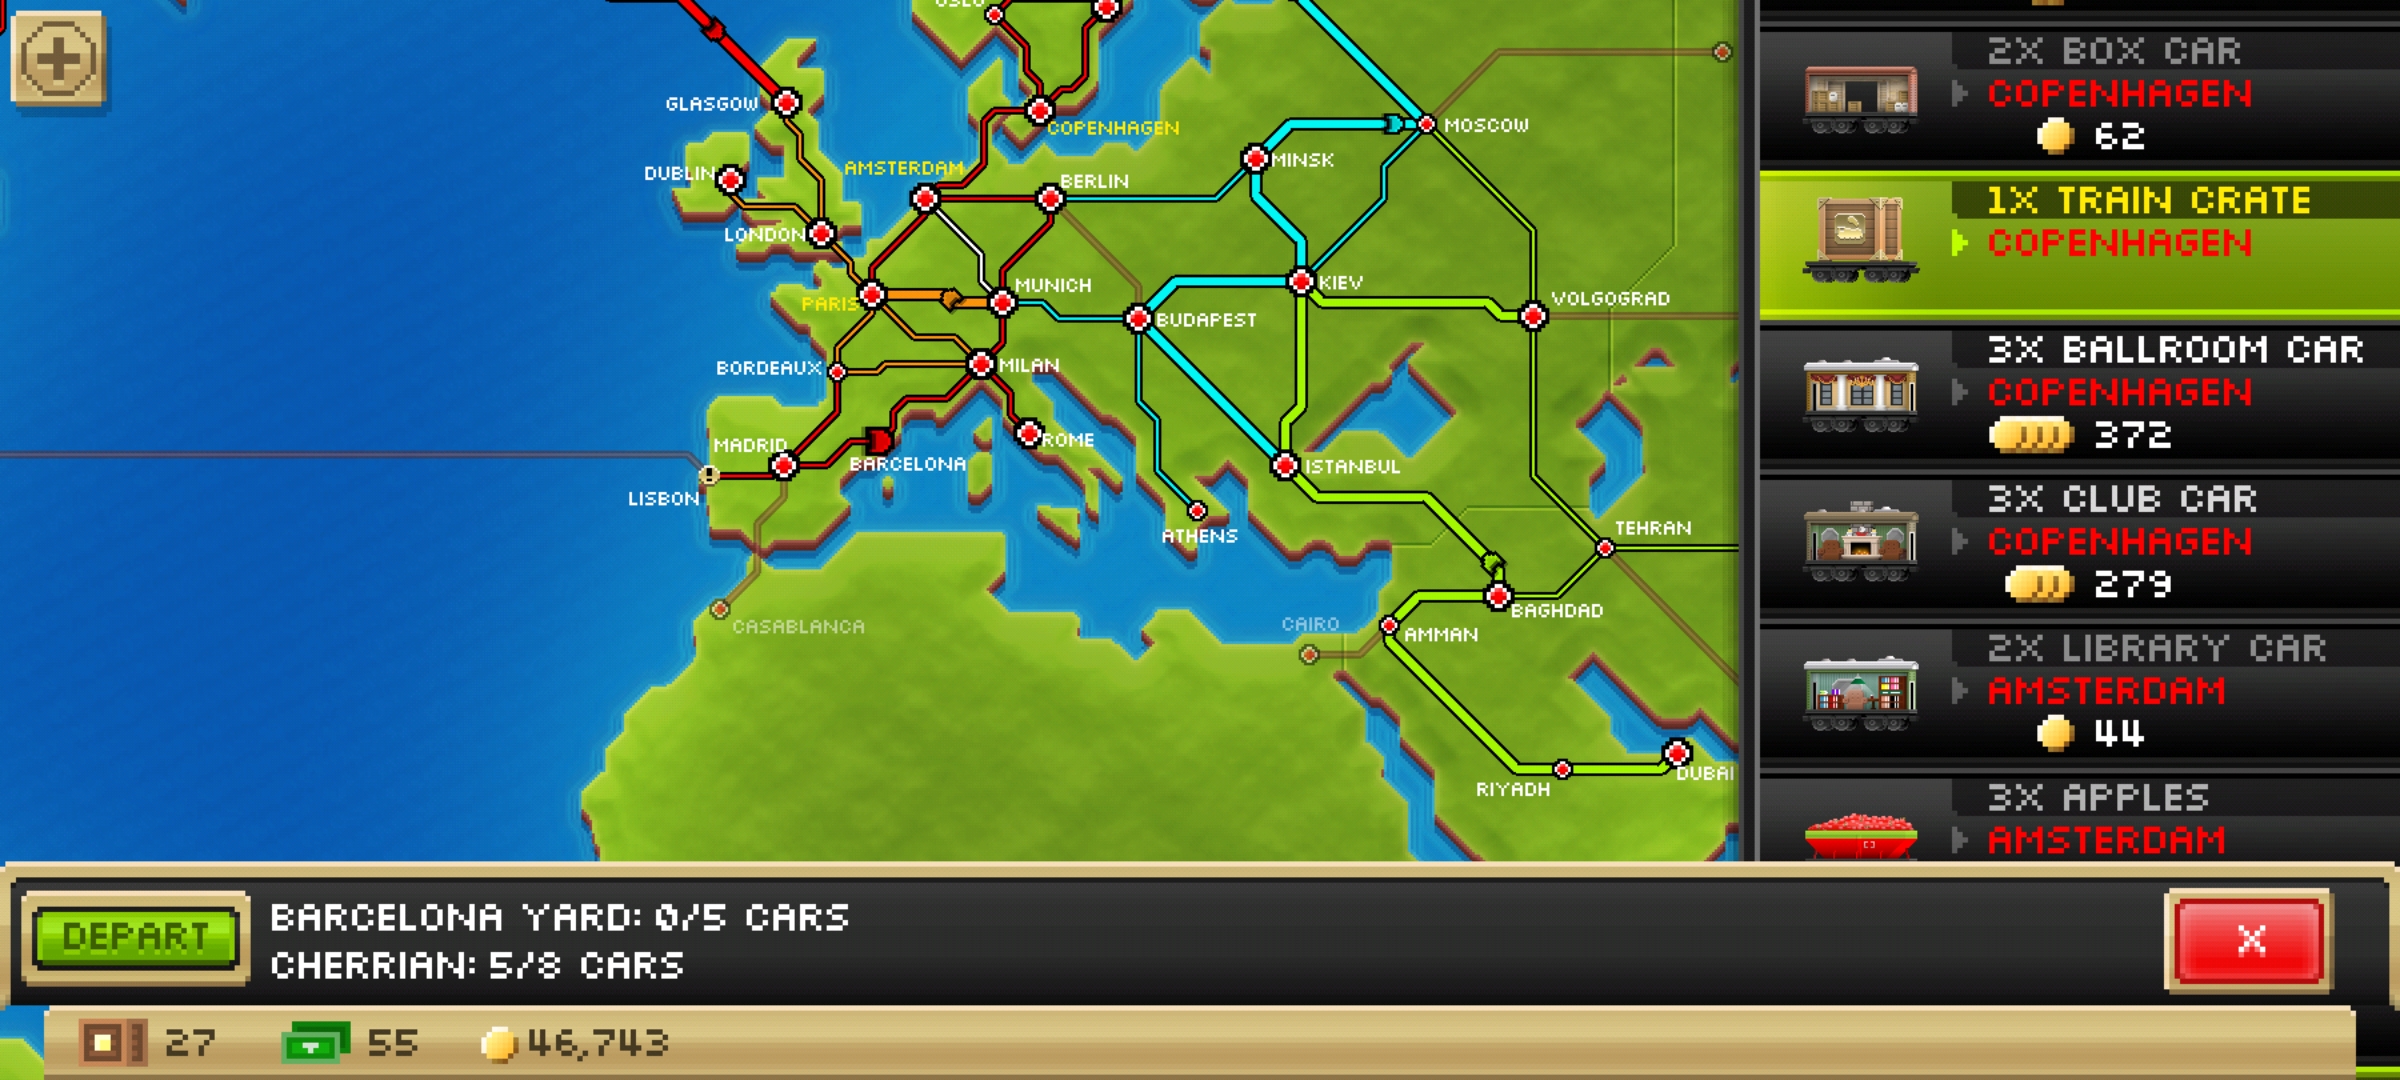 OSLO
GLASGOW
COPENHAGEN
MOSCOW
DUBLIN
AMSTERDAM
BERLIN
MINSK
LONDON
PARIS
MUNICH
KIEV
VOLGOGRAD
BUDAPEST
BORDEAUX
MILAN
MADRID
ROME
BARCELONA
ISTANBUL
LISBON
ATHENS
TEHRAN
CASABLANCA
CAIRO
AMMAN
BAGHDAD
RIYADH
DUBAI
2X BOX CAR
COPENHAGEN
62
1X TRAIN CRATE
COPENHAGEN
3X BALLROOM CAR
COPENHAGEN
372
3X CLUB CAR
COPENHAGEN
279
2X LIBRARY CAR
AMSTERDAM
44
3X APPLES
AMSTERDAM
DEPART
BARCELONA YARD: 0/5 CARS
CHERRIAN: 5/8 CARS
X
27 55 46,743